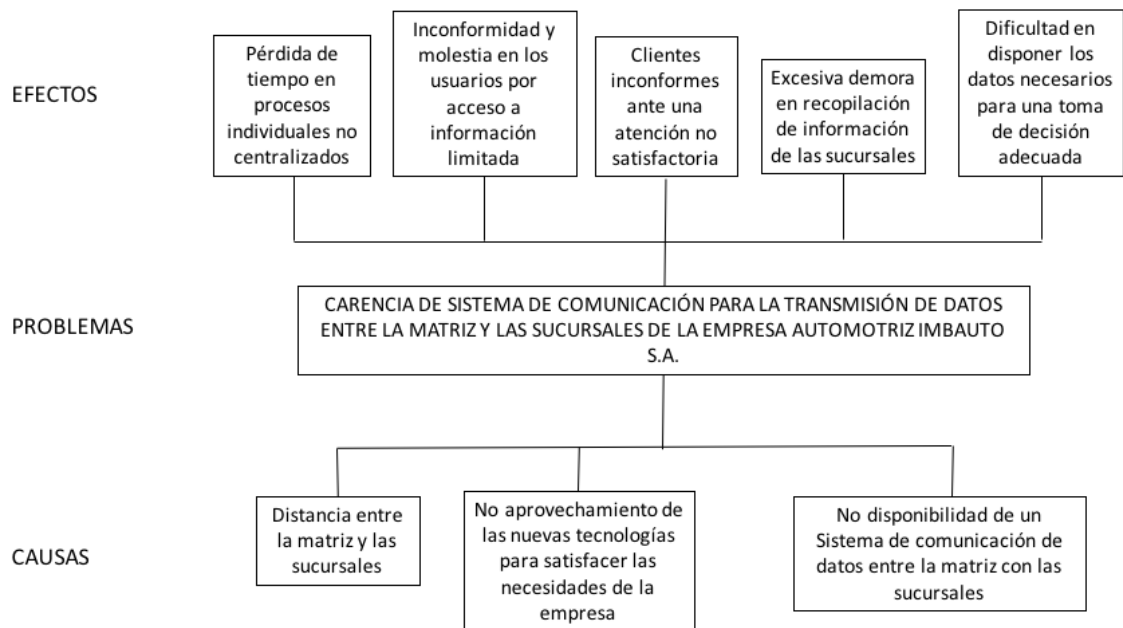 EFECTOS
Pérdida de
tiempo en
procesos
individuales no
centralizados
Inconformidad y
molestia en los
usuarios por
acceso a
información
limitada
Clientes
inconformes
ante una
atención no
satisfactoria
Excesiva demora
en recopilación
de información
de las sucursales
Dificultad en
disponer los
datos necesarios
para una toma
de decisión
adecuada
PROBLEMAS
CARENCIA DE SISTEMA DE COMUNICACIÓN PARA LA TRANSMISIÓN DE DATOS
ENTRE LA MATRIZ Y LAS SUCURSALES DE LA EMPRESA AUTOMOTRIZ IMBAUTO
S.A.
CAUSAS
Distancia entre
la matriz y las
sucursales
No aprovechamiento de
las nuevas tecnologías
para satisfacer las
necesidades de la
empresa
No disponibilidad de un
Sistema de comunicación de
datos entre la matriz con las
sucursales